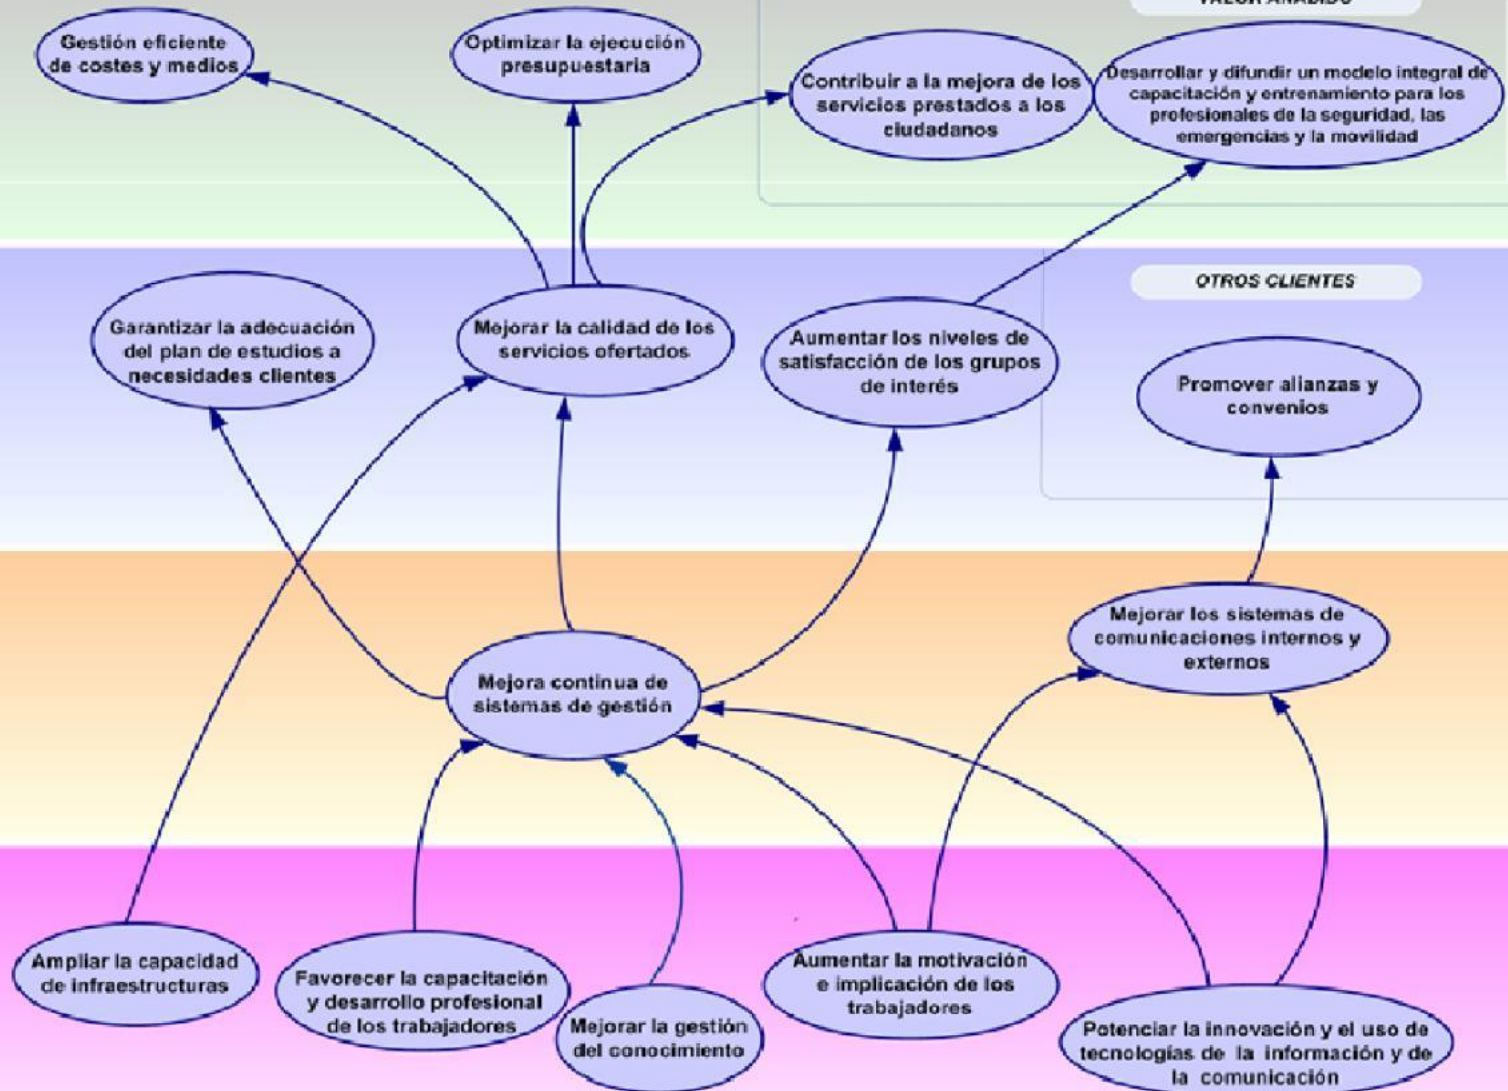 VALOR AÑADIDO
Gestión eficiente
de costes y medios
Optimizar la ejecución
presupuestaria
Contribuir a la mejora de los
servicios prestados a los
ciudadanos
Desarrollar y difundir un modelo integral de
capacitación y entrenamiento para los
profesionales de la seguridad, las
emergencias y la movilidad
Garantizar la adecuación
del plan de estudios a
necesidades clientes
Mejorar la calidad de los
servicios ofertados
Aumentar los niveles de
satisfacción de los grupos
de interés
OTROS CLIENTES
Promover alianzas y
convenios
Mejora continua de
sistemas de gestión
Mejorar los sistemas de
comunicaciones internos y
externos
Ampliar la capacidad
de infraestructuras
Favorecer la capacitación
y desarrollo profesional
de los trabajadores
Mejorar la gestión
del conocimiento
Aumentar la motivación
e implicación de los
trabajadores
Potenciar la innovación y el uso de
tecnologías de la información y de
la comunicación